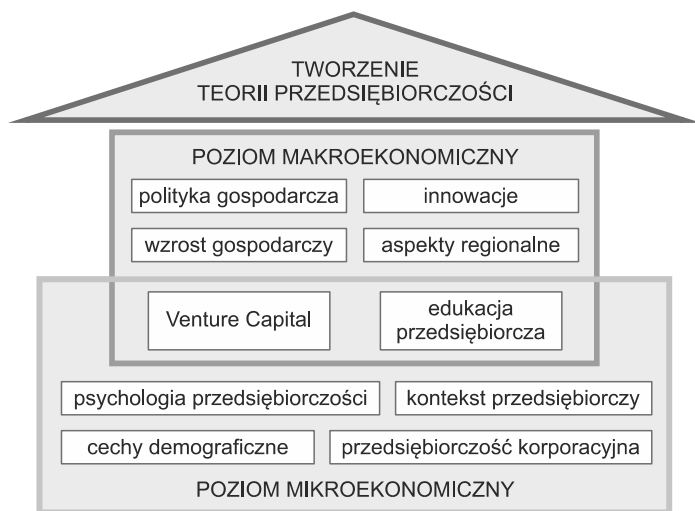 TWORZENIE
TEORII PRZEDSIĘBIORCZOŚCI
POZIOM MAKROEKONOMICZNY
polityka gospodarcza
innowacje
wzrost gospodarczy
aspekty regionalne
Venture Capital
edukacja
przedsiębiorcza
psychologia przedsiębiorczości
kontekst przedsiębiorczy
cechy demograficzne
przedsiębiorczość korporacyjna
POZIOM MIKROEKONOMICZNY